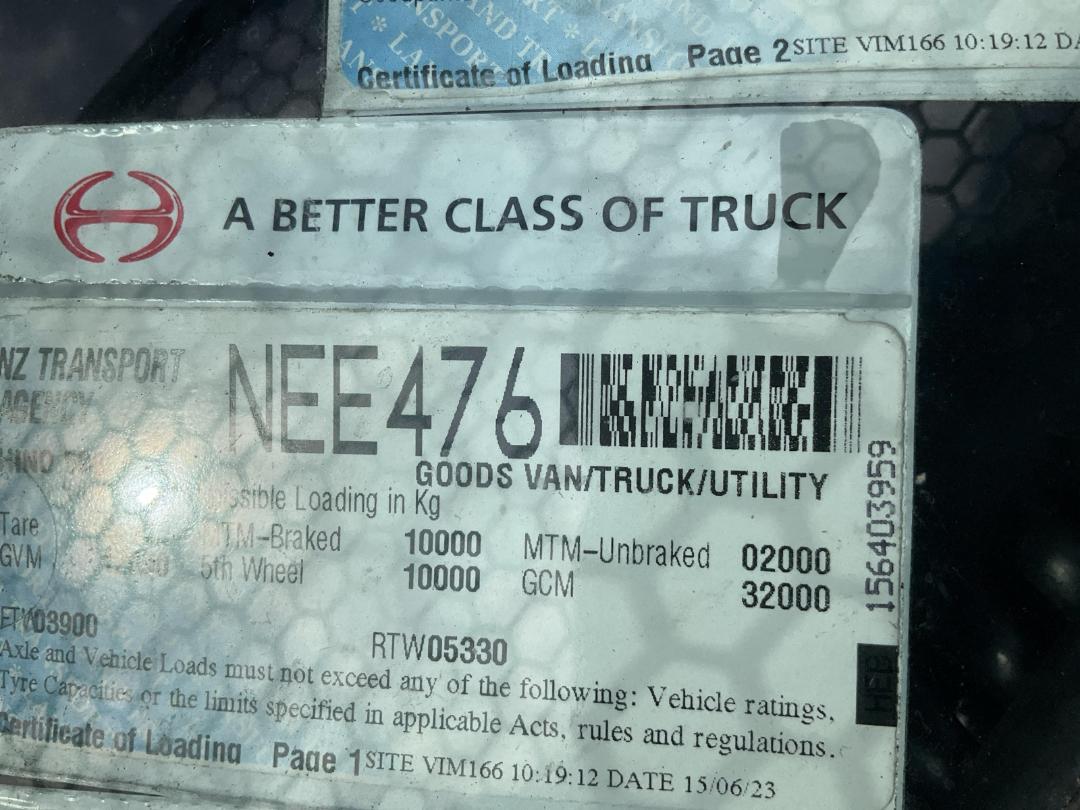 Certificate of Loading Page 2 SITE VIM166 10:19:12
A BETTER CLASS OF TRUCK
NZ TRANSPORT
AGENCY
NEE476
GOODS VAN/TRUCK/UTILITY
Loading in Kg
Tare MTM-Braked 10000 MTM-Unbraked 02000
GVM 5th Wheel 10000 GCM 32000
156403959
HEP
FTW03900
RTW05330
Axle and Vehicle Loads must not exceed any of the following: Vehicle ratings,
Tyre Capacities or the limits specified in applicable Acts, rules and regulations.
Certificate of Loading Page 1 SITE VIM166 10:19:12 DATE 15/06/23